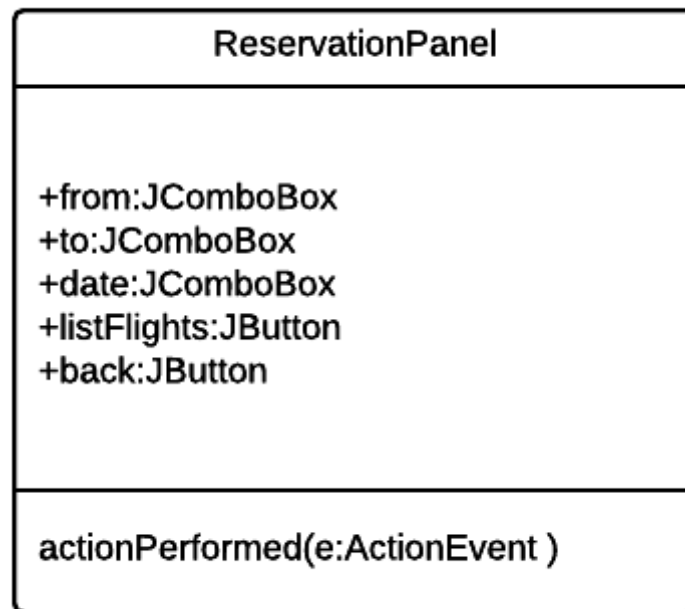 ReservationPanel
+from:JComboBox
+to:JComboBox
+date:JComboBox
+listFlights:JButton
+back:JButton
actionPerformed(e:ActionEvent )